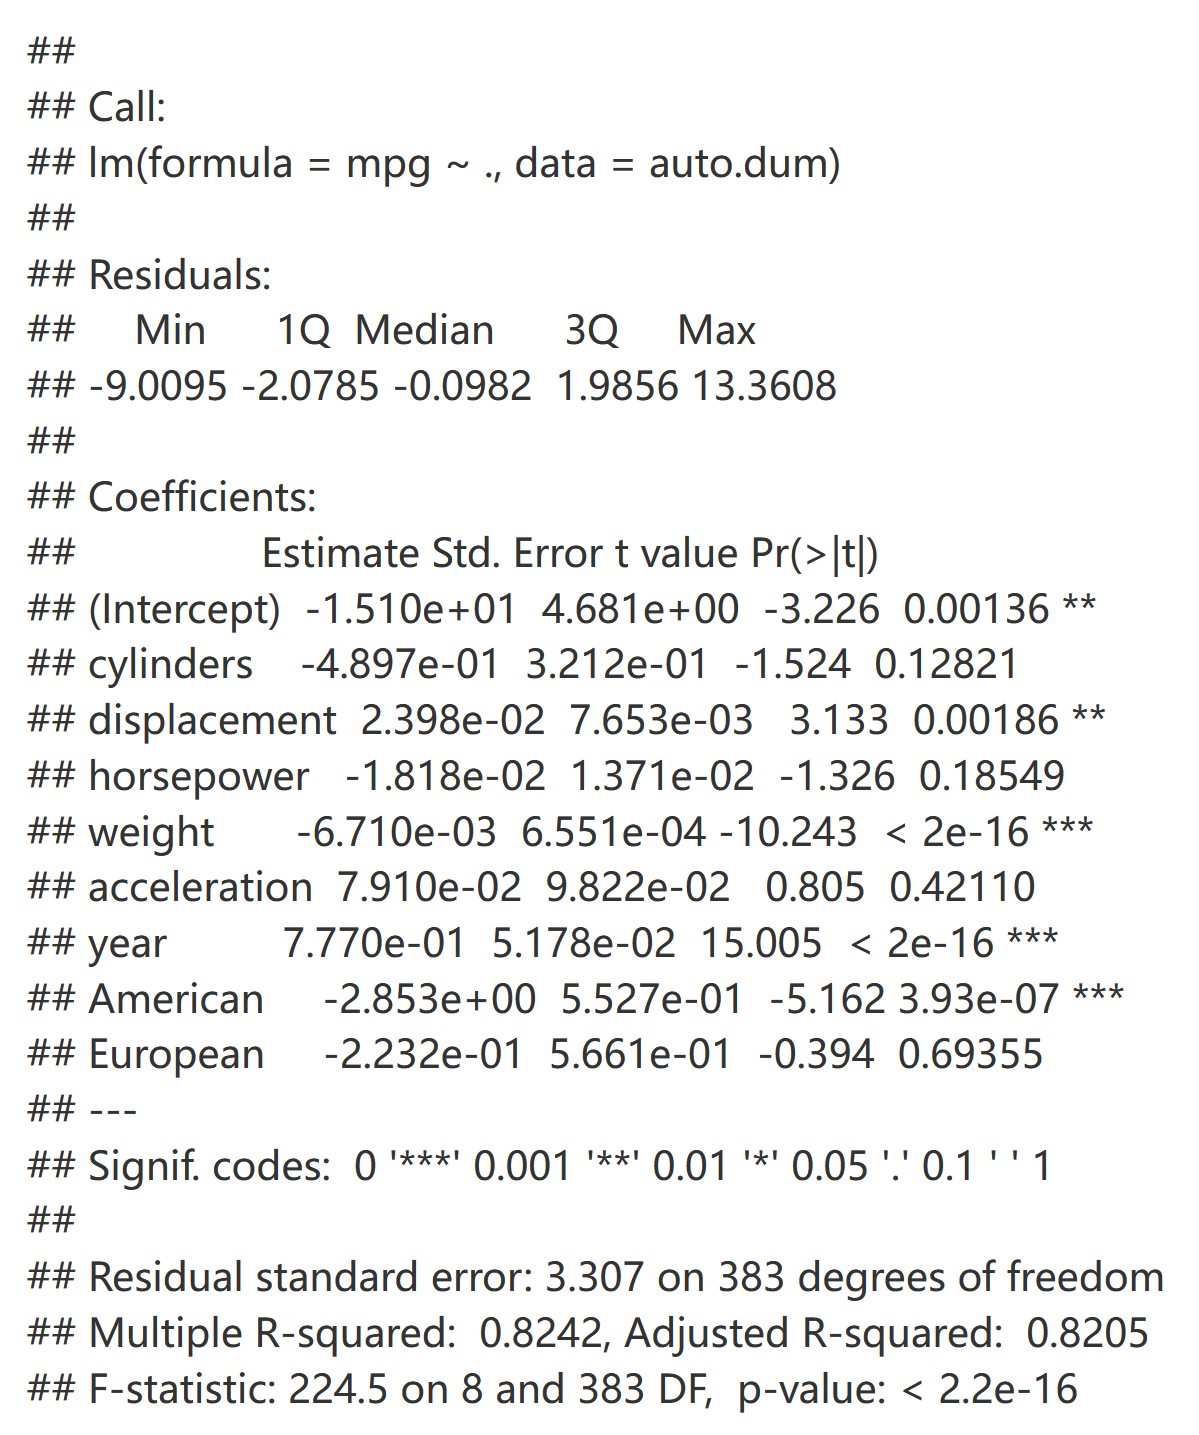 ##
## Call:
## lm(formula = mpg ~ ., data = auto.dum)
##
## Residuals:
##     Min      1Q  Median      3Q     Max
## -9.0095 -2.0785 -0.0982  1.9856 13.3608
##
## Coefficients:
##                Estimate Std. Error t value Pr(>|t|)
## (Intercept)  -1.510e+01  4.681e+00  -3.226  0.00136 **
## cylinders    -4.897e-01  3.212e-01  -1.524  0.12821
## displacement  2.398e-02  7.653e-03   3.133  0.00186 **
## horsepower   -1.818e-02  1.371e-02  -1.326  0.18549
## weight       -6.710e-03  6.551e-04 -10.243  < 2e-16 ***
## acceleration  7.910e-02  9.822e-02   0.805  0.42110
## year          7.770e-01  5.178e-02  15.005  < 2e-16 ***
## American     -2.853e+00  5.527e-01  -5.162 3.93e-07 ***
## European     -2.232e-01  5.661e-01  -0.394  0.69355
## ---
## Signif. codes:  0 '***' 0.001 '**' 0.01 '*' 0.05 '.' 0.1 ' ' 1
##
## Residual standard error: 3.307 on 383 degrees of freedom
## Multiple R-squared:  0.8242, Adjusted R-squared:  0.8205
## F-statistic: 224.5 on 8 and 383 DF,  p-value: < 2.2e-16